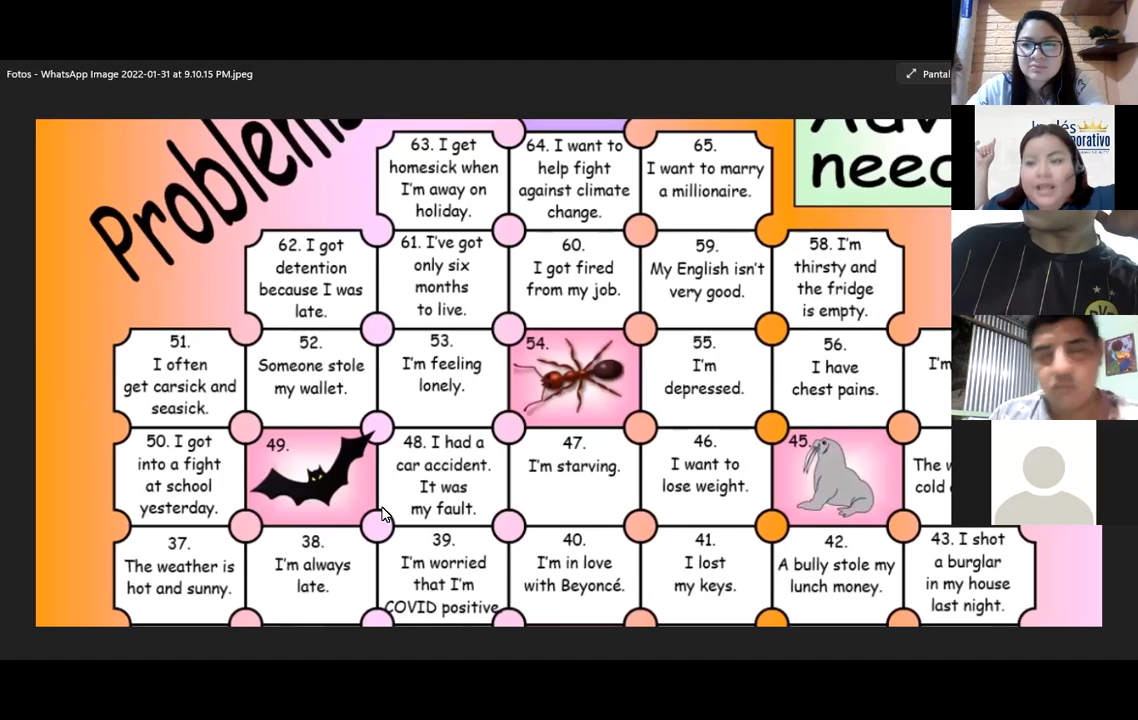 Fotos - WhatsApp Image 2022-01-31 at 9.10.15 PM.jpeg
Problems
need
63. I get
homesick when
I'm away on
holiday.
64. I want to
help fight
against climate
change.
65.
I want to marry
a millionaire.
62. I got
detention
because I was
late.
61. I've got
only six
months
to live.
60.
I got fired
from my job.
59.
My English isn't
very good.
58. I'm
thirsty and
the fridge
is empty.
51.
I often
get carsick and
seasick.
52.
Someone stole
my wallet.
53.
I'm feeling
lonely.
54.
55.
I'm
depressed.
56.
I have
chest pains.
I'm
50. I got
into a fight
at school
yesterday.
49.
48. I had a
car accident.
It was
my fault.
47.
I'm starving.
46.
I want to
lose weight.
45.
The
cold
37.
The weather is
hot and sunny.
38.
I'm always
late.
39.
I'm worried
that I'm
COVID positive
40.
I'm in love
with Beyoncé.
41.
I lost
my keys.
42.
A bully stole my
lunch money.
43. I shot
a burglar
in my house
last night.